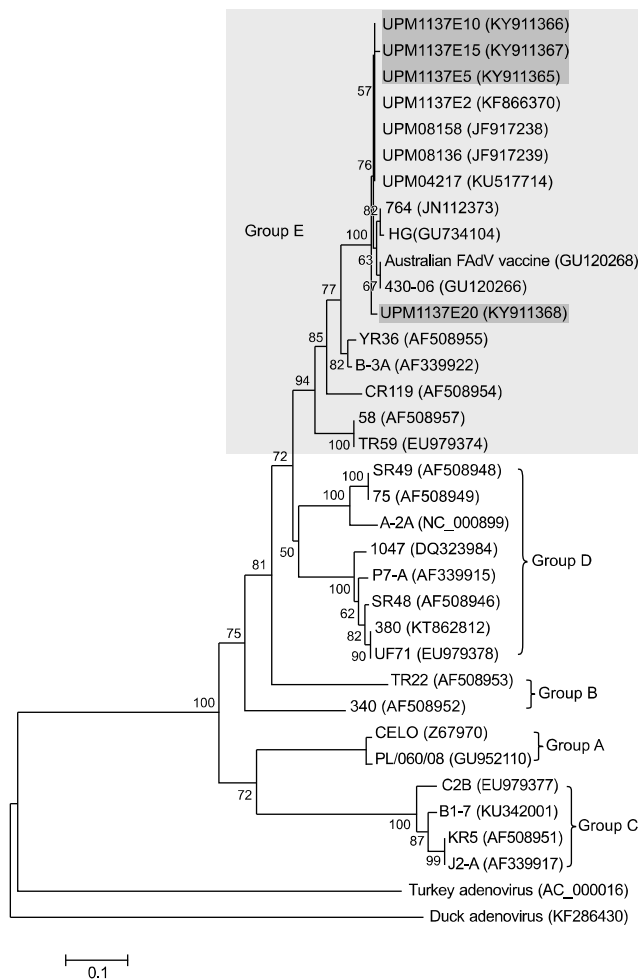 UPM1137E10 (KY911366)
UPM1137E15 (KY911367)
UPM1137E5 (KY911365)
57
UPM1137E2 (KF866370)
UPM08158 (JF917238)
UPM08136 (JF917239)
76
UPM04217 (KU517714)
82
764 (JN112373)
Group E
100
HG(GU734104)
63
Australian FAdV vaccine (GU120268)
67
430-06 (GU120266)
77
UPM1137E20 (KY911368)
85
YR36 (AF508955)
82
B-3A (AF339922)
94
CR119 (AF508954)
58 (AF508957)
100
TR59 (EU979374)
72
100
SR49 (AF508948)
100
75 (AF508949)
A-2A (NC_000899)
50
1047 (DQ323984)
Group D
100
P7-A (AF339915)
81
62
SR48 (AF508946)
82
380 (KT862812)
90
UF71 (EU979378)
75
TR22 (AF508953)
Group B
100
340 (AF508952)
CELO (Z67970)
Group A
PL/060/08 (GU952110)
72
C2B (EU979377)
100
B1-7 (KU342001)
Group C
87
KR5 (AF508951)
99
J2-A (AF339917)
Turkey adenovirus (AC_000016)
Duck adenovirus (KF286430)
0.1